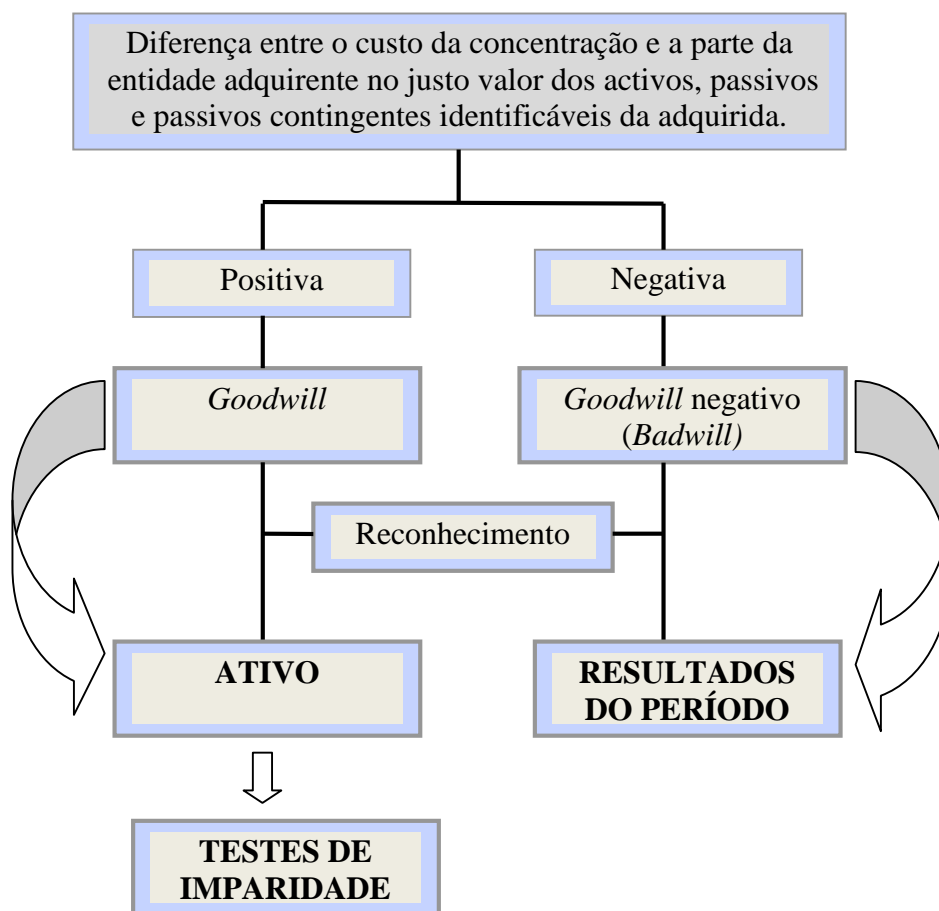 Diferença entre o custo da concentração e a parte da
entidade adquirente no justo valor dos activos, passivos
e passivos contingentes identificáveis da adquirida.
Positiva
Negativa
Goodwill
Goodwill negativo
(Badwill)
Reconhecimento
ATIVO
RESULTADOS
DO PERÍODO
TESTES DE
IMPARIDADE